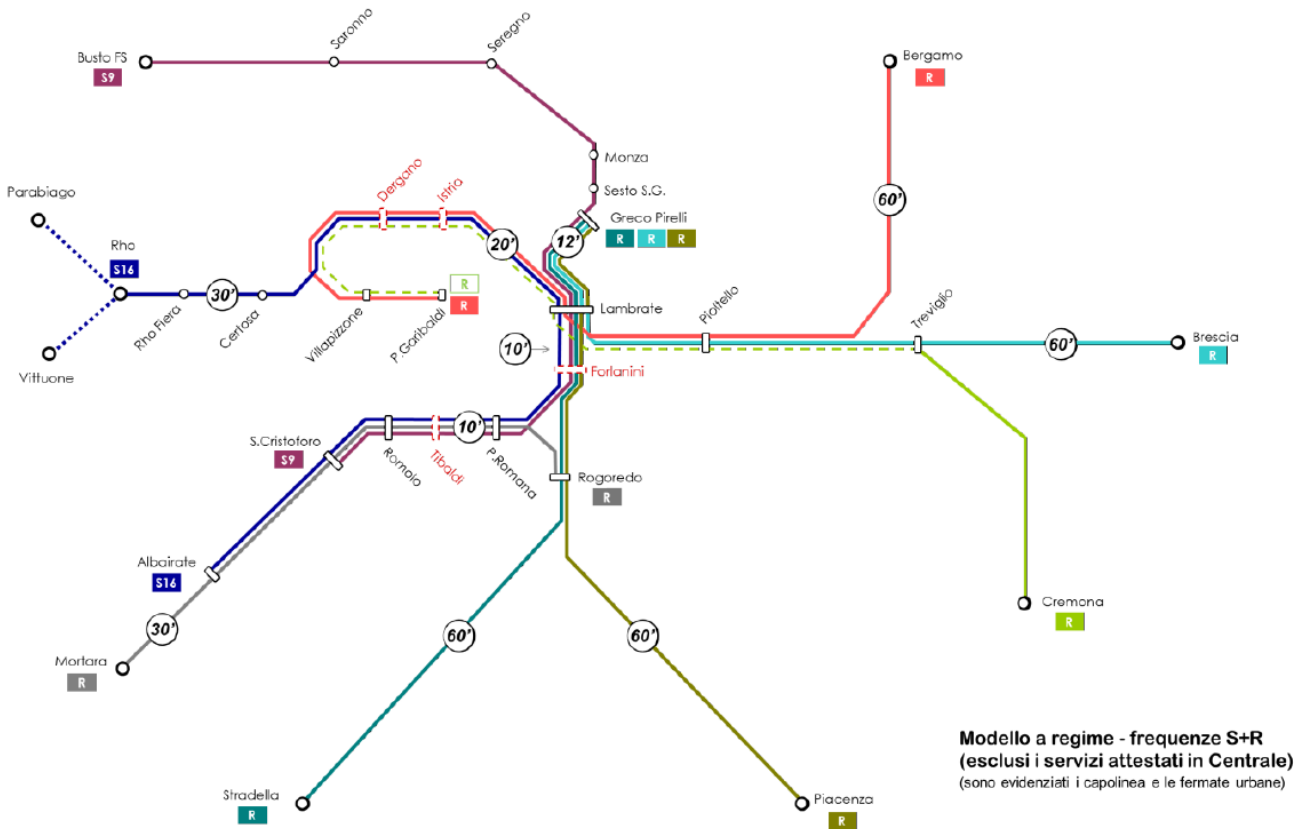 Saronno
Seregno
Busto FS
S9
Bergamo
R
Monza
60'
Sesto S.G.
Parabiago
Dergano
Istria
Greco Pirelli
R R R
Rho
S16
20'
12'
30'
R
R
Rho Fiera
Certosa
Villapizzone
P.Garibaldi
Lambrate
Pioltello
Treviglio
10'
60'
Brescia
R
Vittuone
Forlanini
S.Cristoforo
S9
10'
Romolo
Tibaldi
P.Romana
Rogoredo
R
Albairate
S16
Cremona
R
30'
60'
60'
Mortara
R
Modello a regime - frequenze S+R
(esclusi i servizi attestati in Centrale)
(sono evidenziati i capolinea e le fermate urbane)
Stradella
R
Piacenza
R